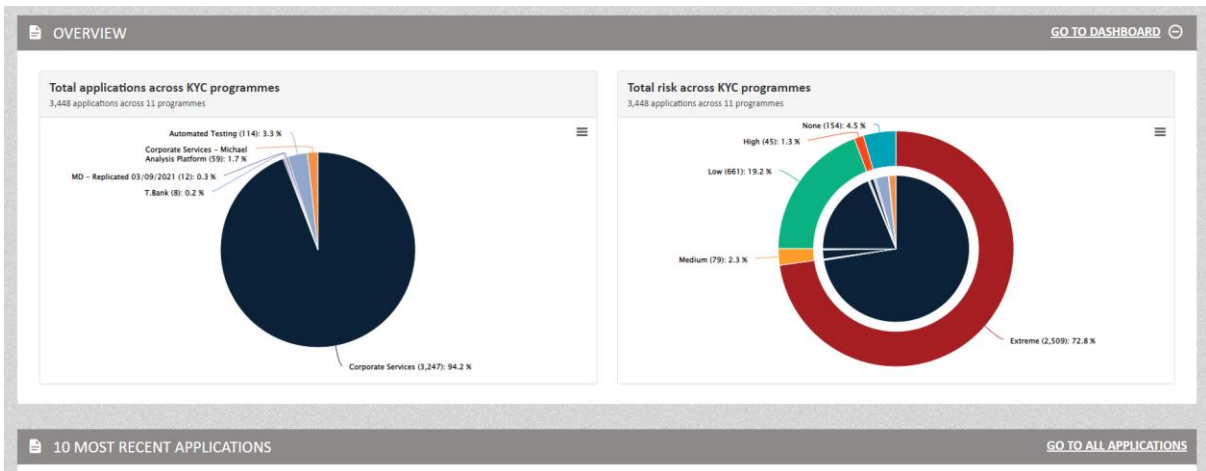 OVERVIEW
GO TO DASHBOARD
Total applications across KYC programmes
3,448 applications across 11 programmes
Automated Testing (114): 3.3 %
Corporate Services – Michael
Analysis Platform (59): 1.7 %
MD – Replicated 03/09/2021 (12): 0.3 %
T.Bank (8): 0.2 %
Corporate Services (3,247): 94.2 %
Total risk across KYC programmes
3,448 applications across 11 programmes
None (154): 4.5 %
High (45): 1.3 %
Low (661): 19.2 %
Medium (79): 2.3 %
Extreme (2,509): 72.8 %
10 MOST RECENT APPLICATIONS
GO TO ALL APPLICATIONS